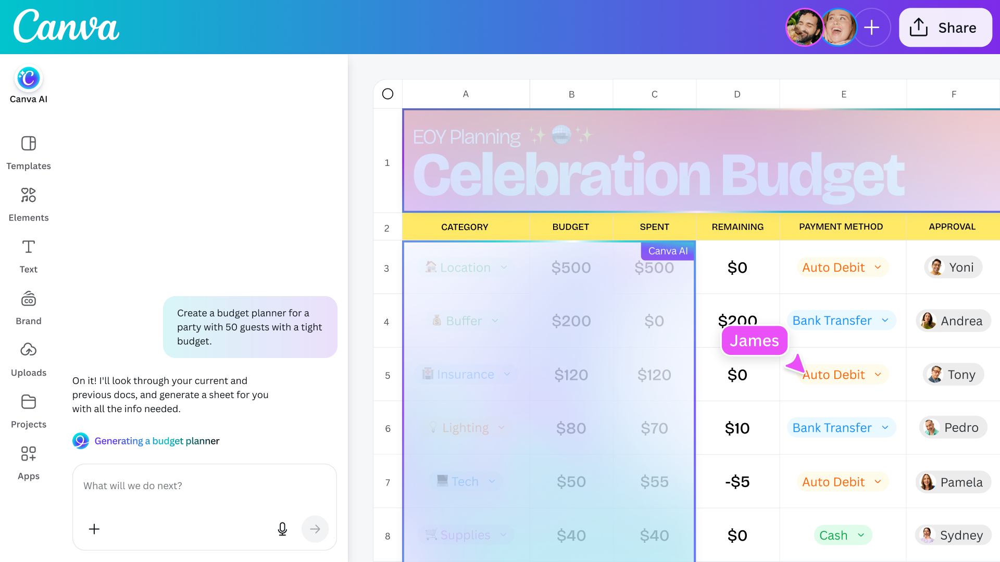 Canva
Share
Canva AI
Templates
Elements
Text
CO
Brand
Uploads
Projects
Apps
Create a budget planner for a
party with 50 guests with a tight
budget.
On it! I'll look through your current and
previous docs, and generate a sheet for you
with all the info needed.
Generating a budget planner
What will we do next?
A B C D E F
1
EOY Planning
Celebration Budget
2 CATEGORY BUDGET SPENT REMAINING PAYMENT METHOD APPROVAL
Canva AI
3 Location $500 $500 $0 Auto Debit Yoni
4 Buffer $200 $0 $200 Bank Transfer Andrea
James
5 Insurance $120 $120 $0 Auto Debit Tony
6 Lighting $80 $70 $10 Bank Transfer Pedro
7 Tech $50 $55 -$5 Auto Debit Pamela
8 Supplies $40 $40 $0 Cash Sydney